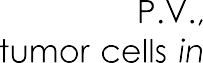 P.V.,
tumor cells in